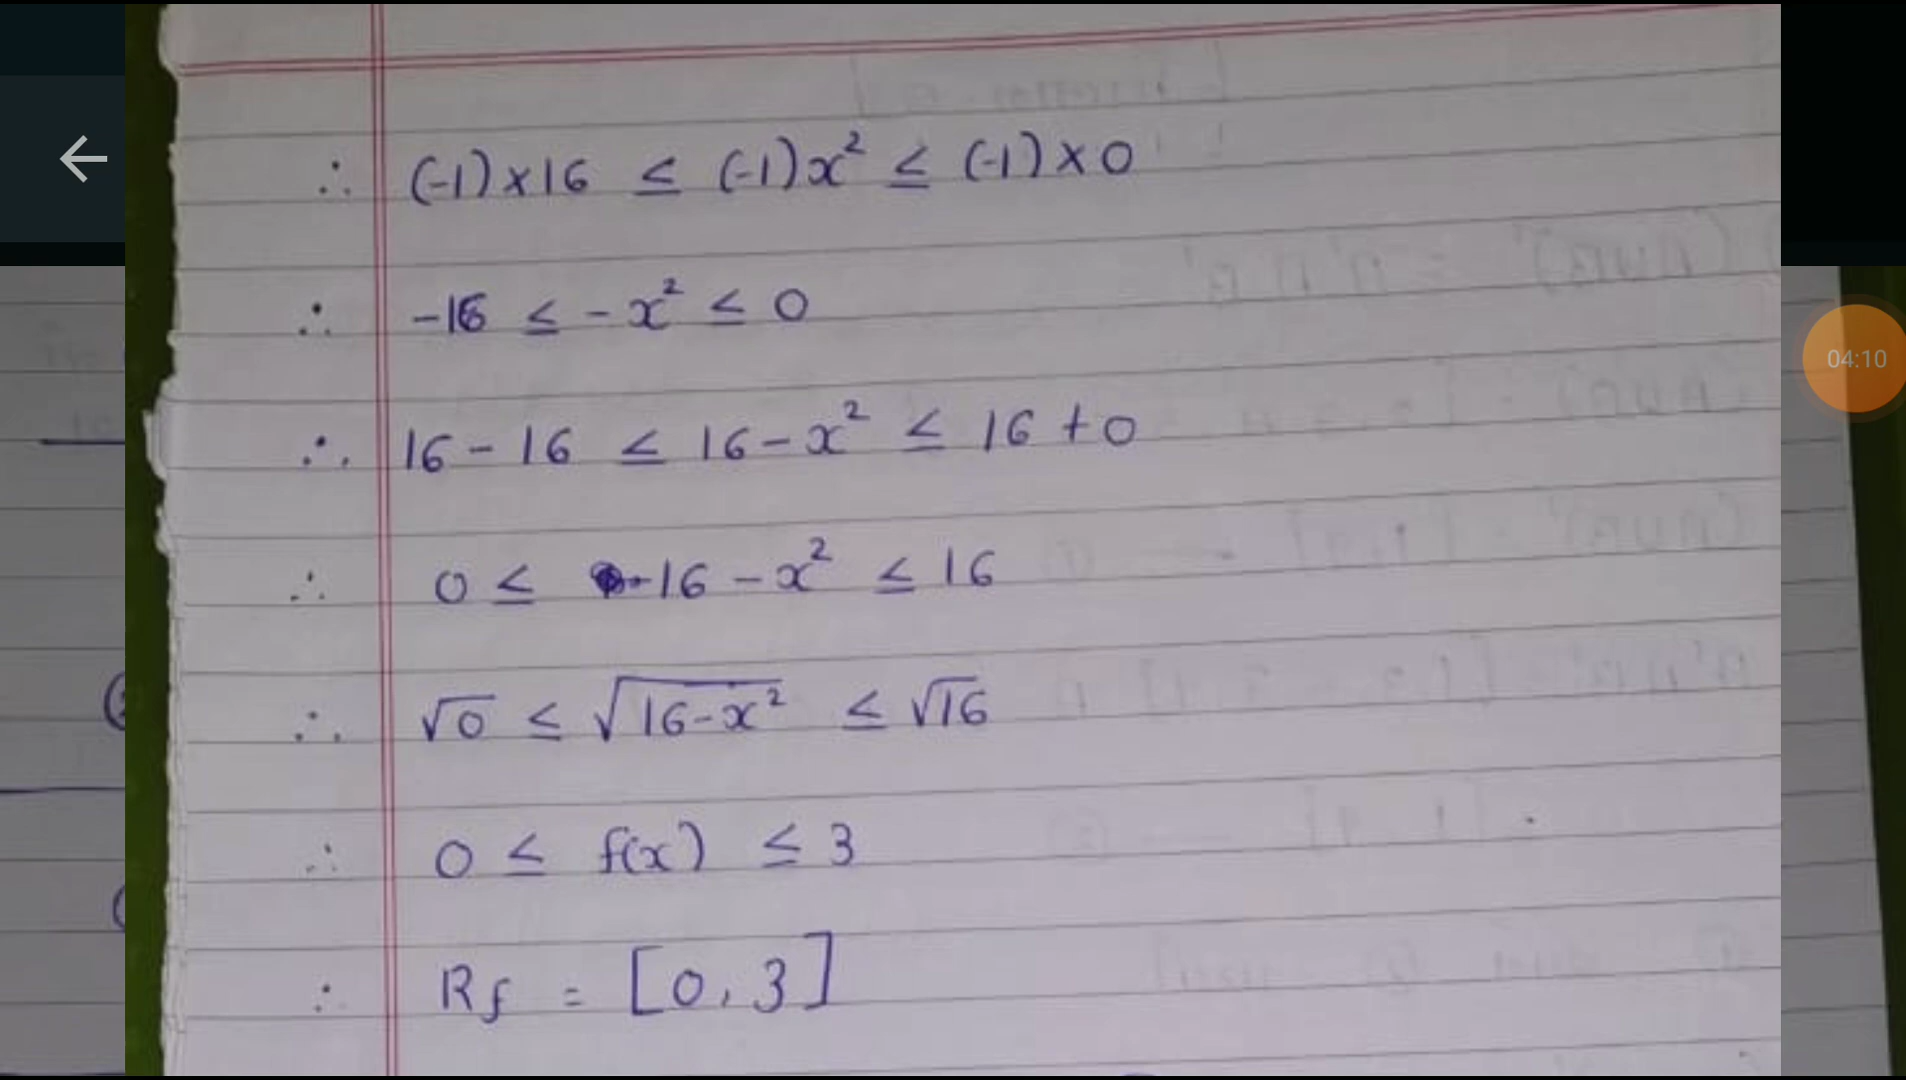 ∴ (-1)×16 ≤ (-1)x² ≤ (-1)×0
∴ -16 ≤ -x² ≤ 0
∴ 16 - 16 ≤ 16 - x² ≤ 16 + 0
∴ 0 ≤ 16 - x² ≤ 16
∴ √0 ≤ √(16-x²) ≤ √16
∴ 0 ≤ f(x) ≤ 3
∴ Rf = [0, 3]
04:10